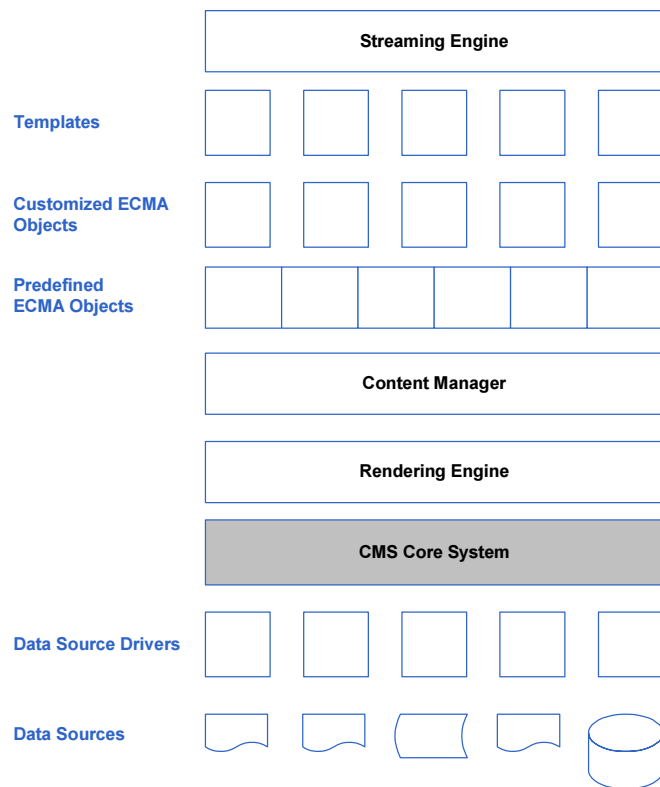 Streaming Engine
Templates
Customized ECMA
Objects
Predefined
ECMA Objects
Content Manager
Rendering Engine
CMS Core System
Data Source Drivers
Data Sources